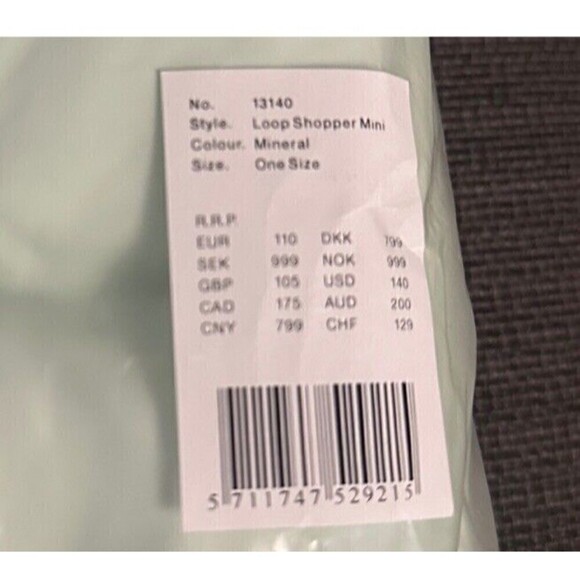 No. 13140
Style. Loop Shopper Mini
Colour. Mineral
Size. One Size
R.R.P.
EUR 110 DKK 799
SEK 999 NOK 999
GBP 105 USD 140
CAD 175 AUD 200
CNY 799 CHF 129
5 711747 529215